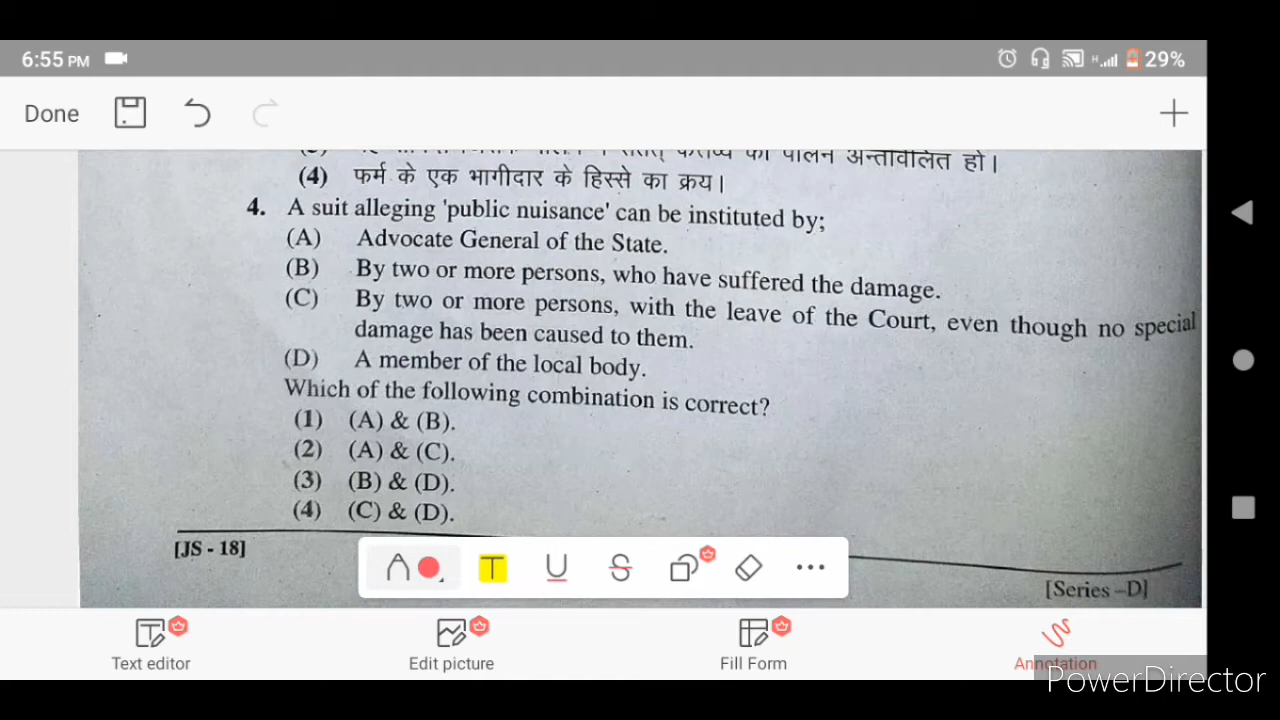 6:55 PM
H 29%
Done
(4) फर्म के एक भागीदार के हिस्से का क्रय।
4. A suit alleging 'public nuisance' can be instituted by;
(A) Advocate General of the State.
(B) By two or more persons, who have suffered the damage.
(C) By two or more persons, with the leave of the Court, even though no special
damage has been caused to them.
(D) A member of the local body.
Which of the following combination is correct?
(1) (A) & (B).
(2) (A) & (C).
(3) (B) & (D).
(4) (C) & (D).
[JS - 18]
[Series -D]
T U S
Text editor
Edit picture
Fill Form
Annotation
PowerDirector